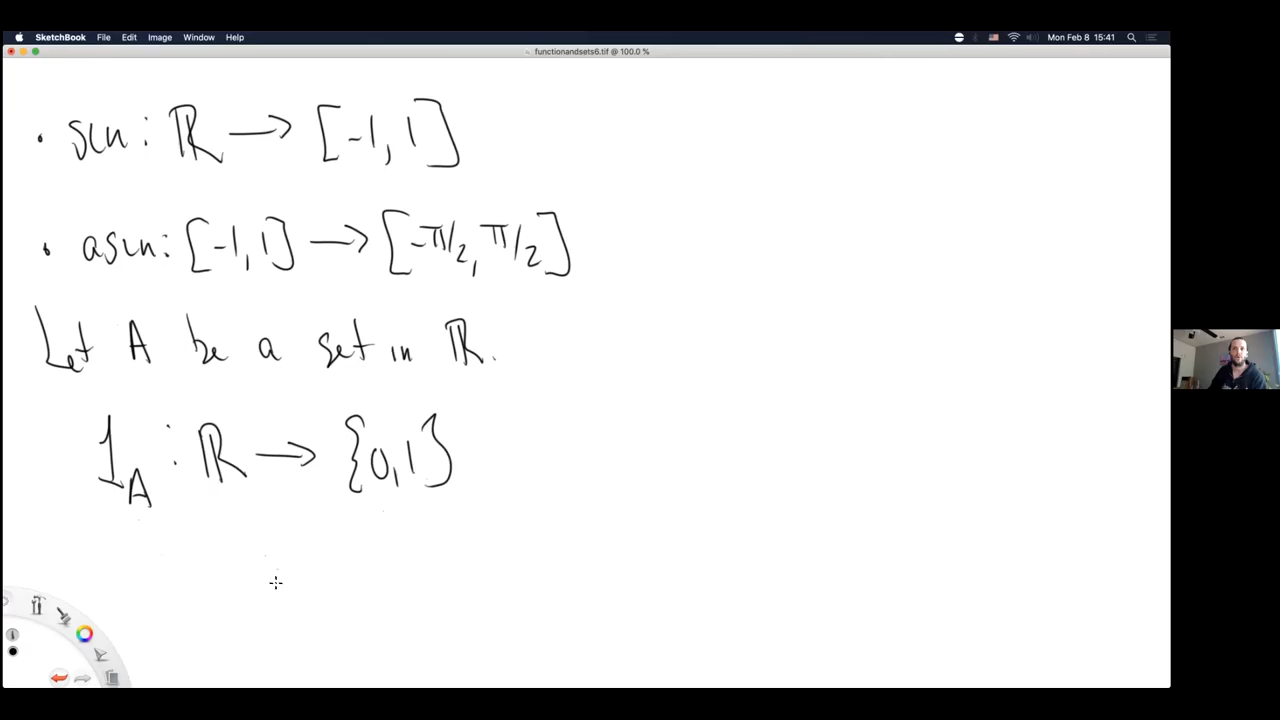 SketchBook File Edit Image Window Help Mon Feb 8 15:41
functionandsets6.tif @ 100.0 %
• sin: ℝ → [-1, 1]
• asin: [-1, 1] → [-π/2, π/2]
Let A be a set in ℝ.
1_A : ℝ → {0, 1}